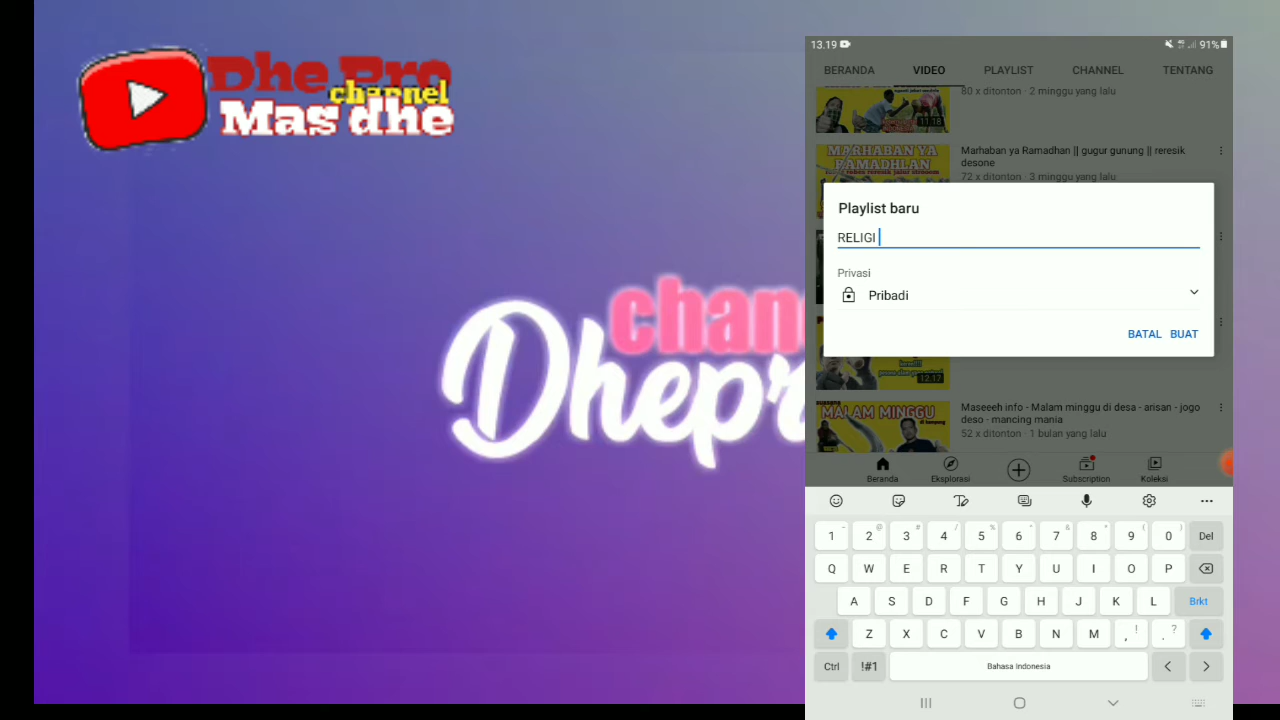 Dhe Pro
channel
Mas dhe
chan
Dhepr
13.19
91%
BERANDA VIDEO PLAYLIST CHANNEL TENTANG
80 x ditonton · 2 minggu yang lalu
11.18
MARHABAN YA
RAMADHLAN
Marhaban ya Ramadhan || gugur gunung || reresik
desone
72 x ditonton · 3 minggu yang lalu
Playlist baru
RELIGI
Privasi
Pribadi
BATAL BUAT
12.17
MALAM MINGGU
Maseeeh info - Malam minggu di desa - ansan - jogo
deso - mancing mania
52 x ditonton · 1 bulan yang lalu
Beranda Eksplorasi Subscription Koleksi
1 2 3 4 5 6 7 8 9 0 Del
Q W E R T Y U I O P
A S D F G H J K L Brkt
Z X C V B N M , ! . ?
Ctrl !#1 Bahasa Indonesia < >